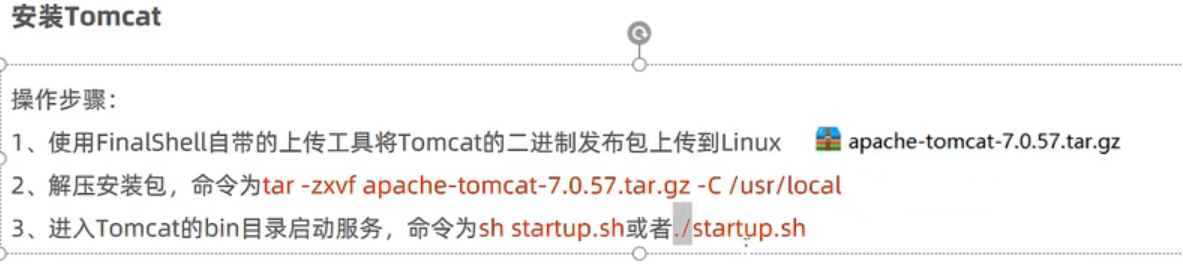 安装Tomcat
操作步骤：
1、使用FinalShell自带的上传工具将Tomcat的二进制发布包上传到Linux apache-tomcat-7.0.57.tar.gz
2、解压安装包，命令为tar -zxvf apache-tomcat-7.0.57.tar.gz -C /usr/local
3、进入Tomcat的bin目录启动服务，命令为sh startup.sh或者./startup.sh